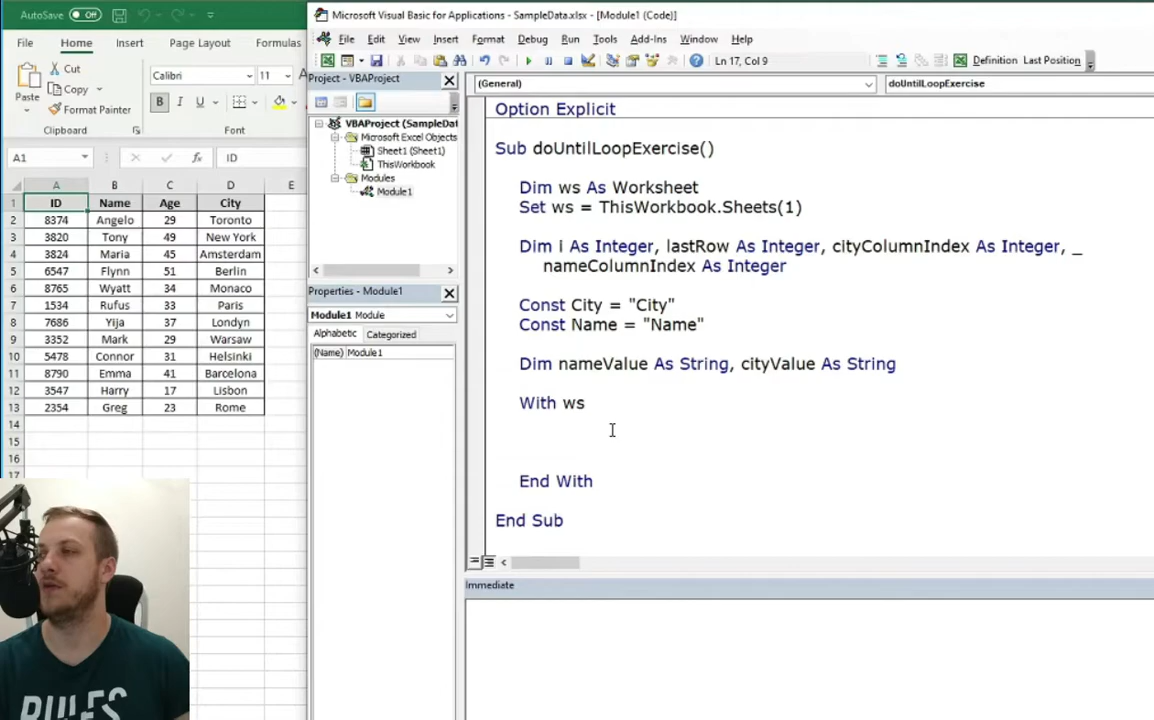 AutoSave Off
Microsoft Visual Basic for Applications - SampleData.xlsx - [Module1 (Code)]
File Home Insert Page Layout Formulas
File Edit View Insert Format Debug Run Tools Add-Ins Window Help
Ln 17, Col 9
Definition Last Position
Paste
Cut
Copy
Format Painter
Clipboard
Calibri 11
B I U
Font
A1 fx ID
A B C D E
1 ID Name Age City
2 8374 Angelo 29 Toronto
3 3820 Tony 49 New York
4 3824 Maria 45 Amsterdam
5 6547 Flynn 51 Berlin
6 8765 Wyatt 34 Monaco
7 1534 Rufus 33 Paris
8 7686 Yija 37 Londyn
9 3352 Mark 29 Warsaw
10 5478 Connor 31 Helsinki
11 8790 Emma 41 Barcelona
12 3547 Harry 17 Lisbon
13 2354 Greg 23 Rome
14
15
16
17
Project - VBAProject
VBAProject (SampleDat
Microsoft Excel Objects
Sheet1 (Sheet1)
ThisWorkbook
Modules
Module1
Properties - Module1
Module1 Module
Alphabetic Categorized
(Name) Module1
(General) doUntilLoopExercise
Option Explicit
Sub doUntilLoopExercise()
Dim ws As Worksheet
Set ws = ThisWorkbook.Sheets(1)
Dim i As Integer, lastRow As Integer, cityColumnIndex As Integer, _
nameColumnIndex As Integer
Const City = "City"
Const Name = "Name"
Dim nameValue As String, cityValue As String
With ws
End With
End Sub
Immediate
RULES